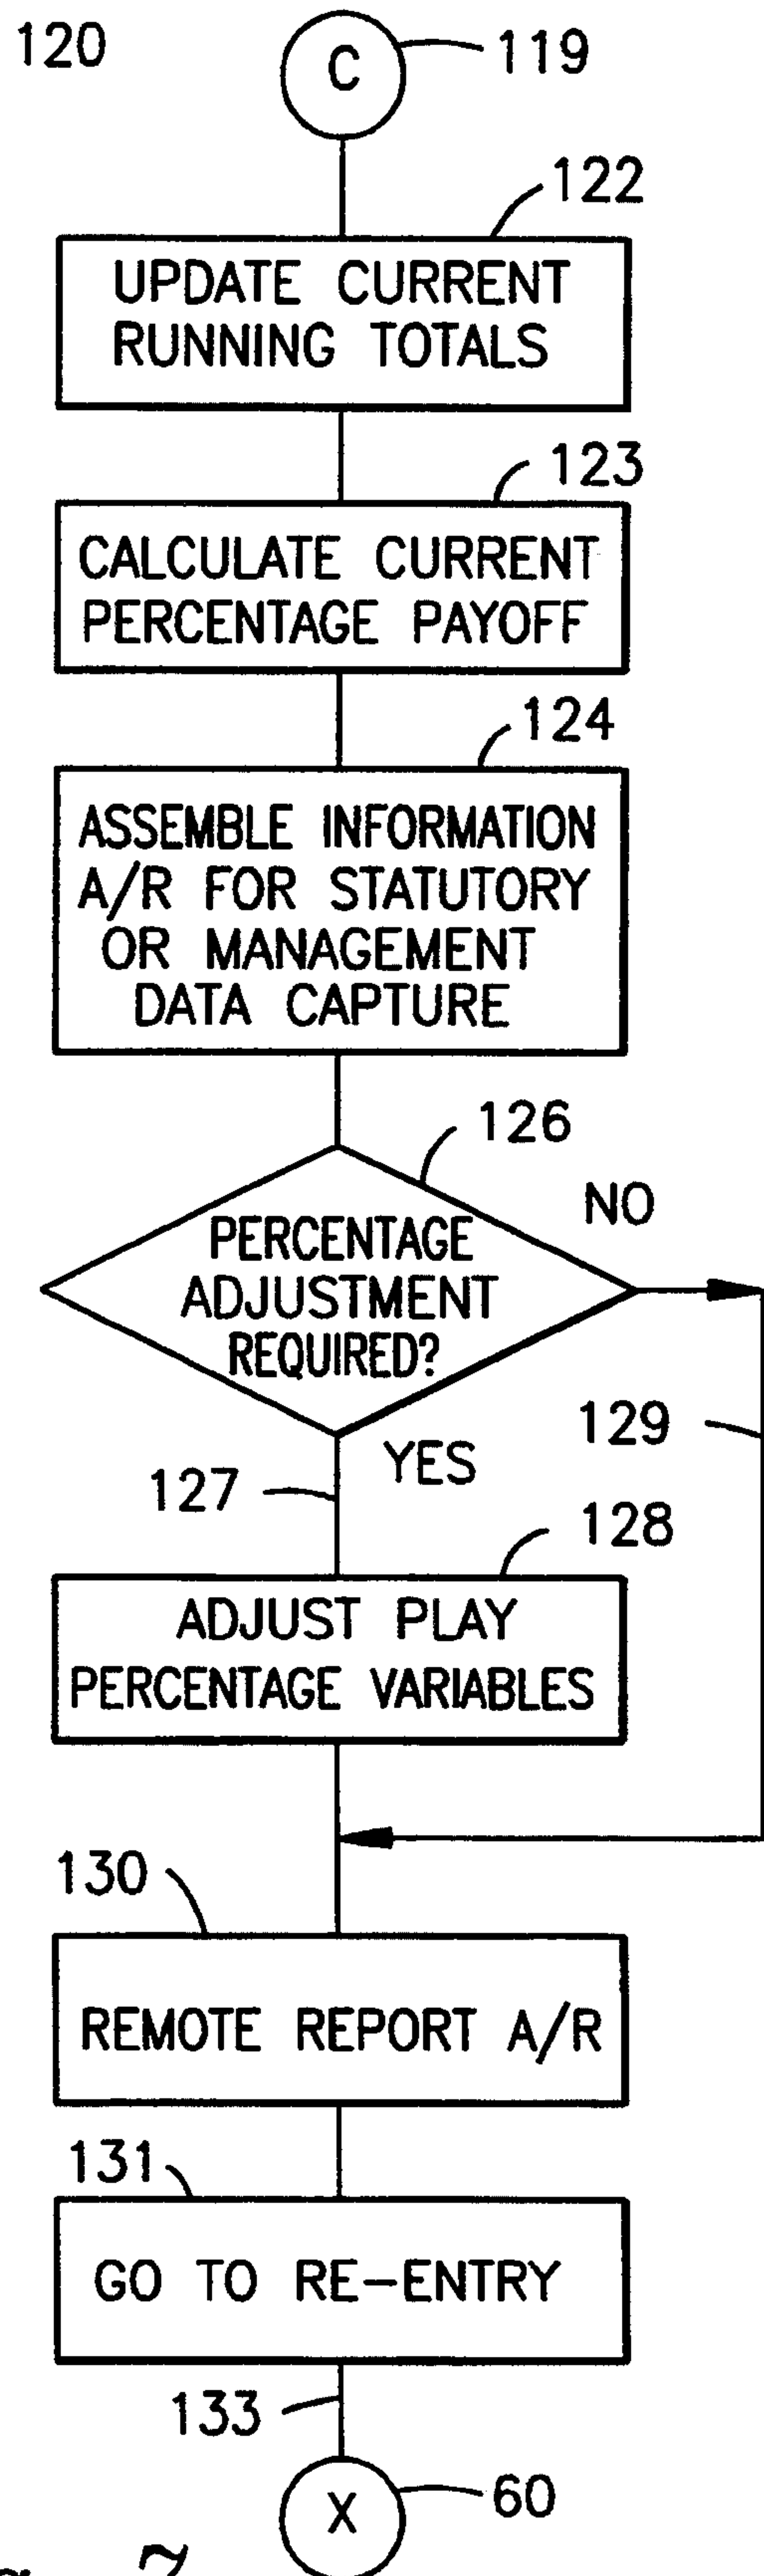 120
C
119
122
UPDATE CURRENT
RUNNING TOTALS
123
CALCULATE CURRENT
PERCENTAGE PAYOFF
124
ASSEMBLE INFORMATION
A/R FOR STATUTORY
OR MANAGEMENT
DATA CAPTURE
126
NO
PERCENTAGE
ADJUSTMENT
REQUIRED?
129
YES
127
128
ADJUST PLAY
PERCENTAGE VARIABLES
130
REMOTE REPORT A/R
131
GO TO RE-ENTRY
133
X
60